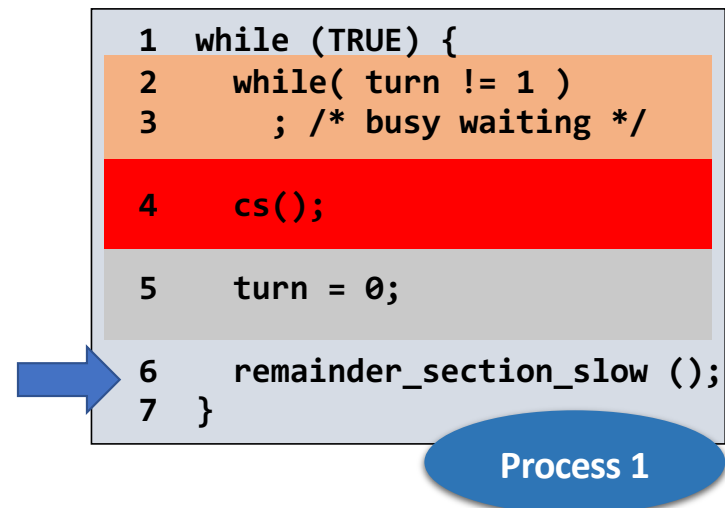 1 while (TRUE) {
2 while( turn != 1 )
3 ; /* busy waiting */
4 cs();
5 turn = 0;
6 remainder_section_slow ();
7 }
Process 1